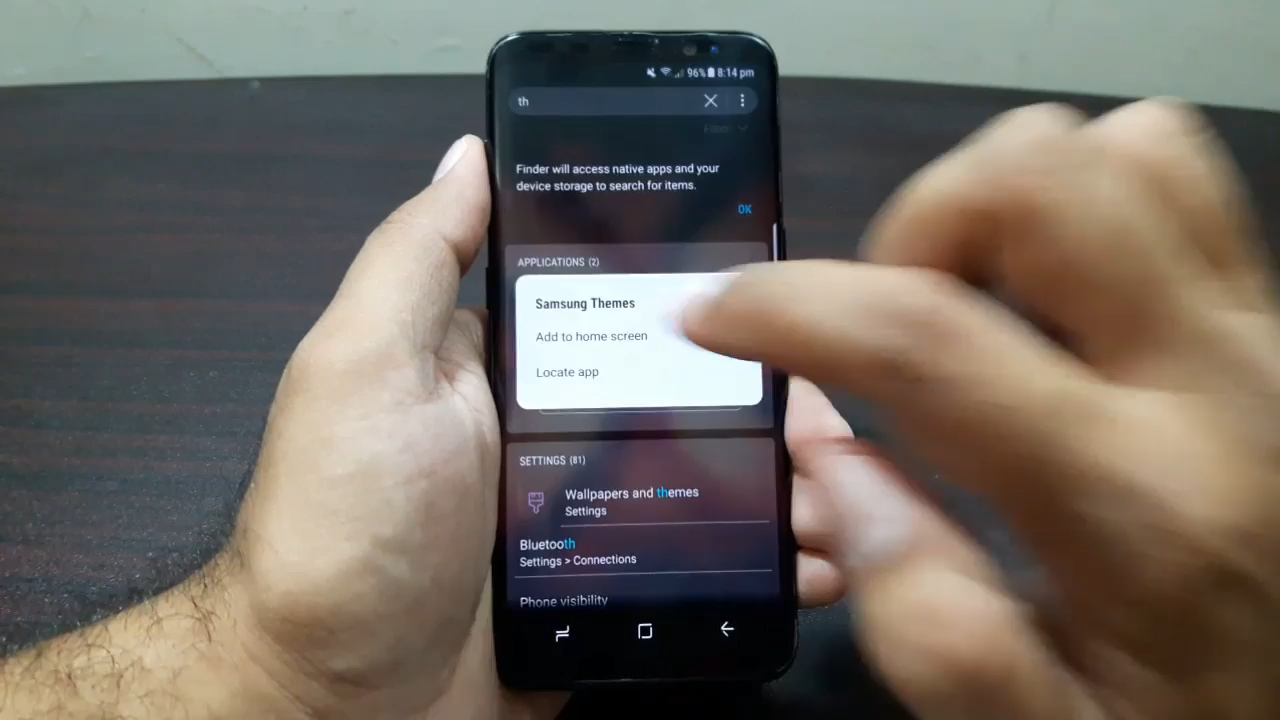 96% 8:14 pm
th
Finder will access native apps and your
device storage to search for items.
OK
APPLICATIONS (2)
Samsung Themes
Add to home screen
Locate app
SETTINGS (81)
Wallpapers and themes
Settings
Bluetooth
Settings > Connections
Phone visibility